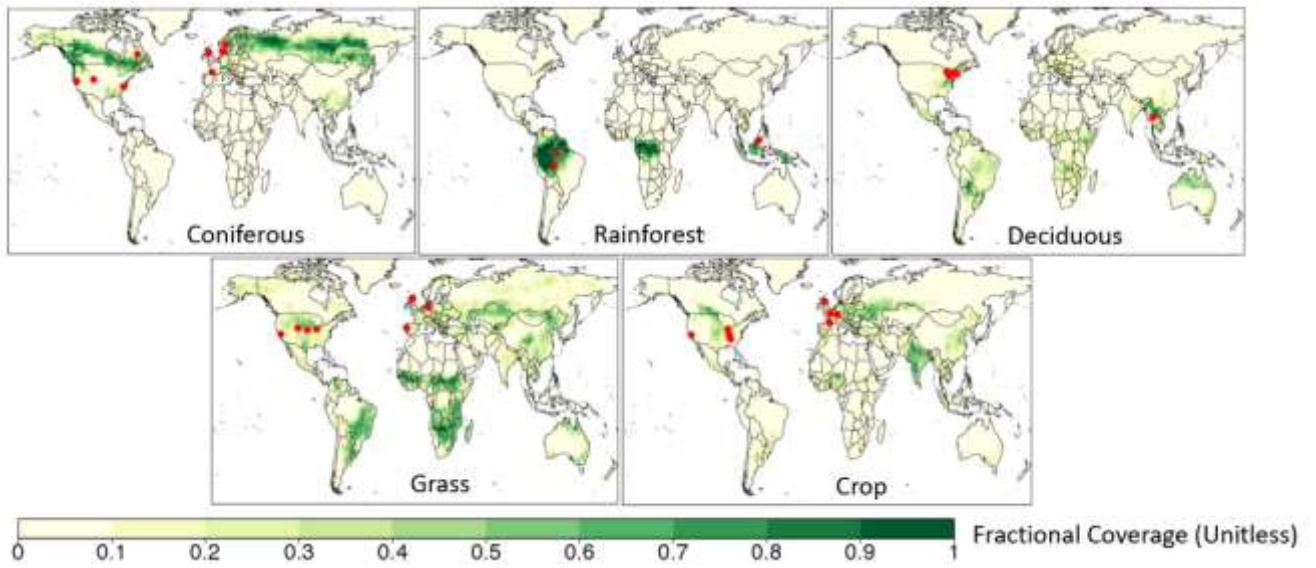 Coniferous
Rainforest
Deciduous
Grass
Crop
0 0.1 0.2 0.3 0.4 0.5 0.6 0.7 0.8 0.9 1
Fractional Coverage (Unitless)